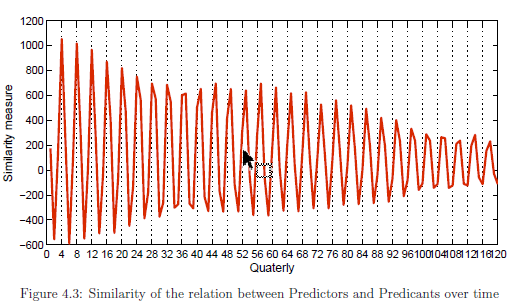 1200
1000
800
600
400
200
0
−200
−400
−600
Similarity measure
0 4 8 12 16 20 24 28 32 36 40 44 48 52 56 60 64 68 72 76 80 84 88 92 96 100 104 108 112 116 120
Quaterly
Figure 4.3: Similarity of the relation between Predictors and Predicants over time